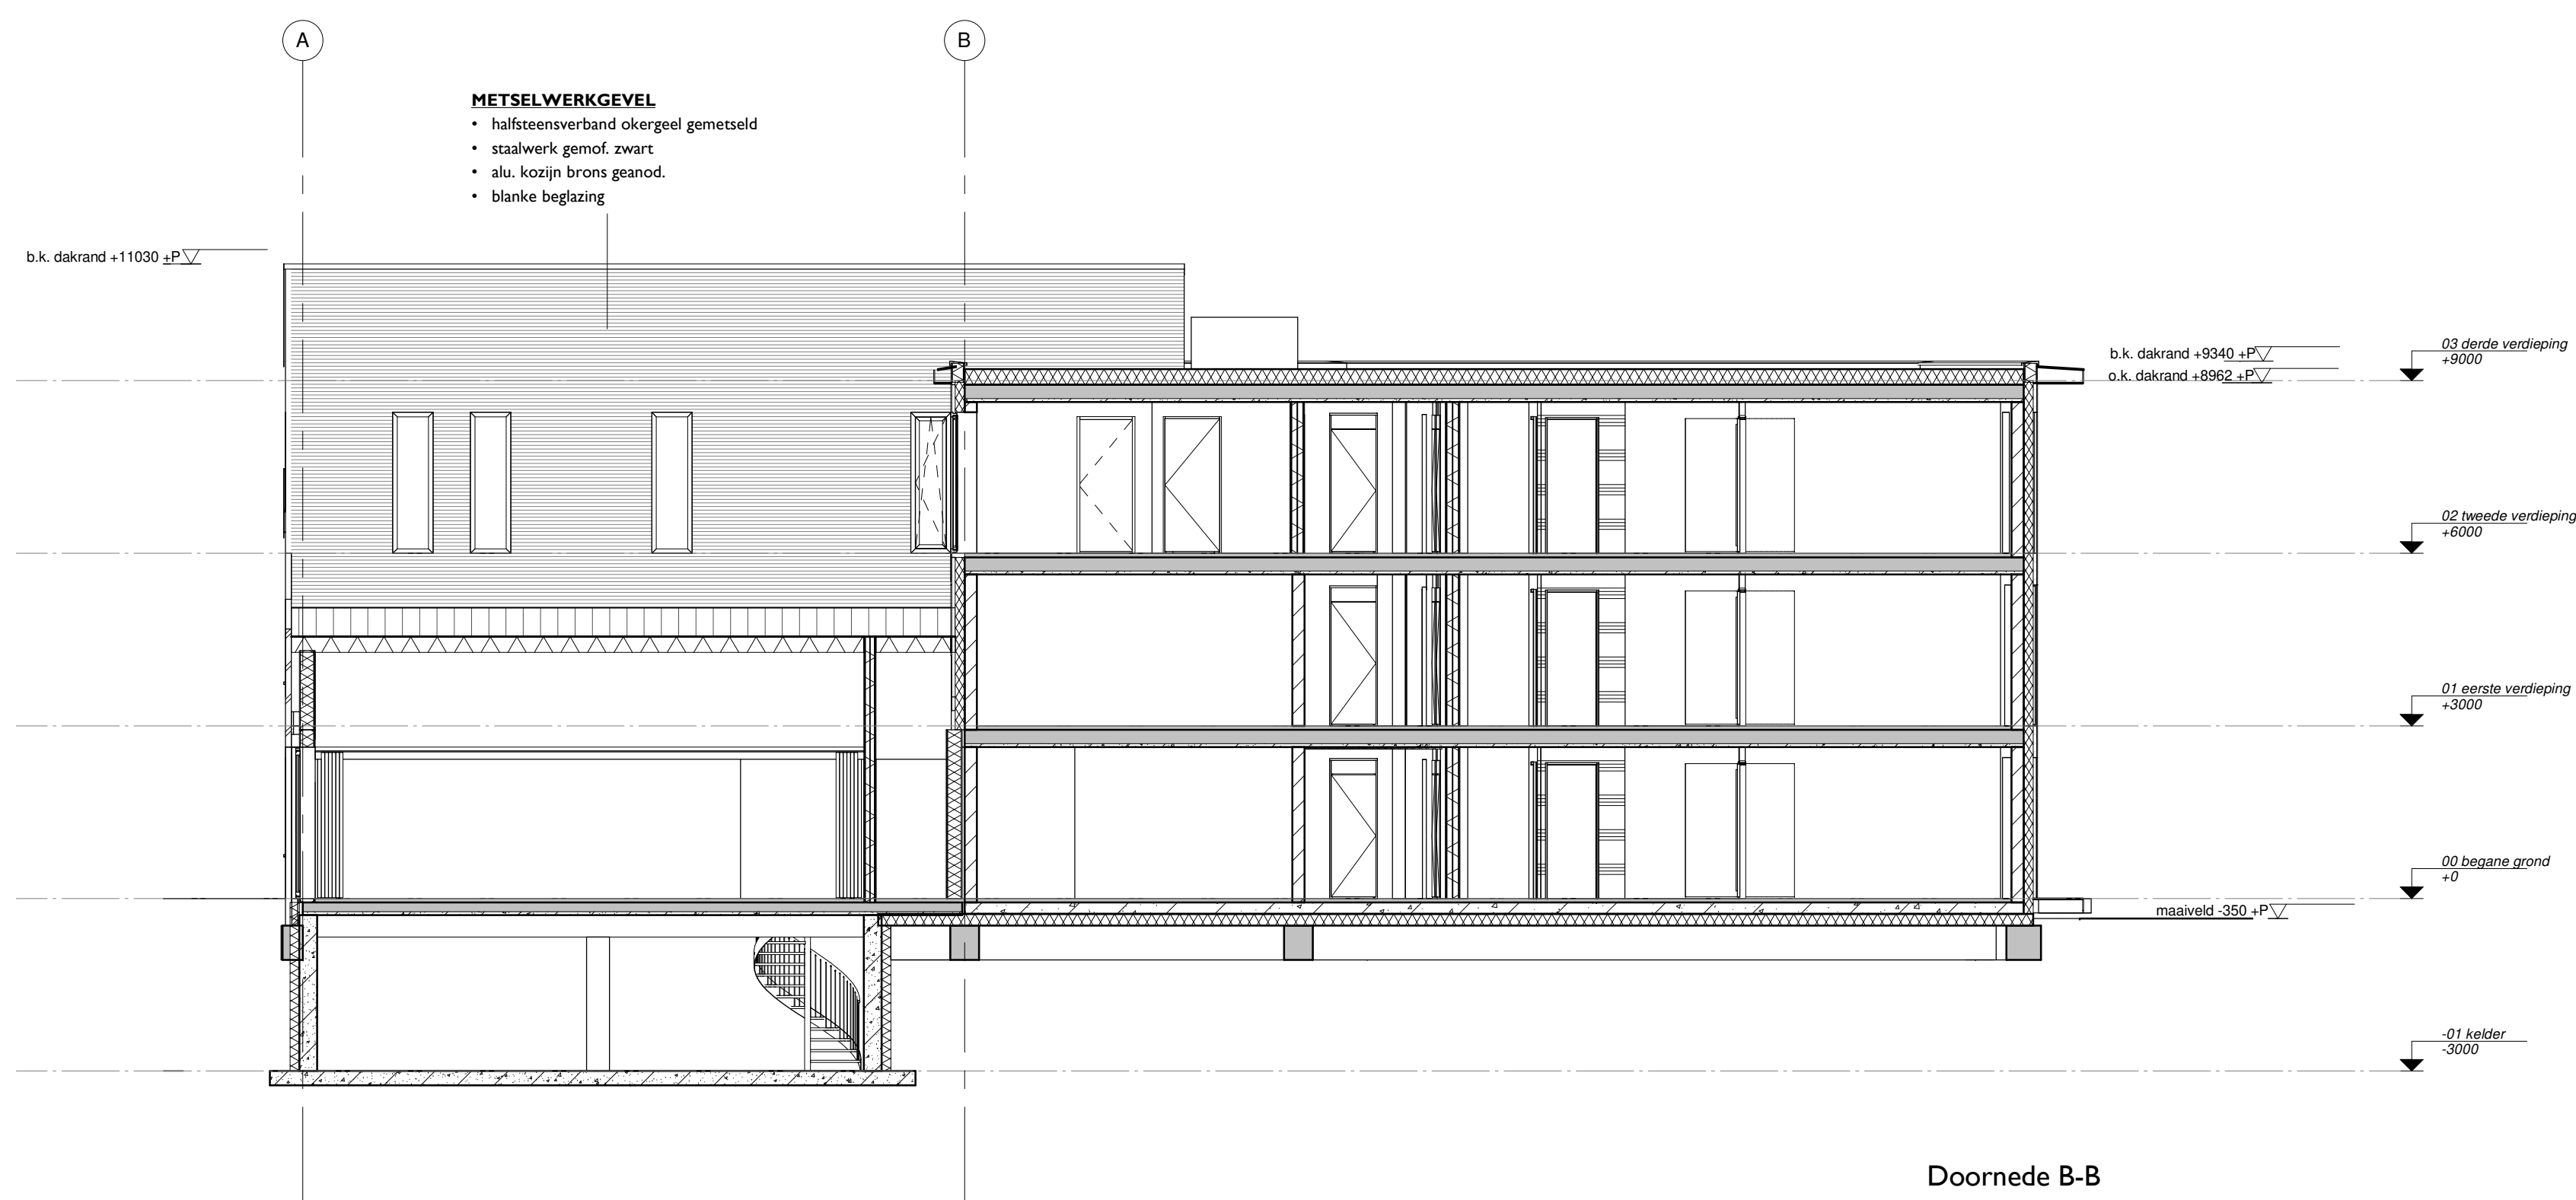 A
B
METSELWERKGEVEL
• halfsteensverband okergeel gemetseld
• staalwerk gemof. zwart
• alu. kozijn brons geanod.
• blanke beglazing
b.k. dakrand +11030 +P
b.k. dakrand +9340 +P
o.k. dakrand +8962 +P
03 derde verdieping
+9000
02 tweede verdieping
+6000
01 eerste verdieping
+3000
00 begane grond
+0
maaiveld -350 +P
-01 kelder
-3000
Doornede B-B